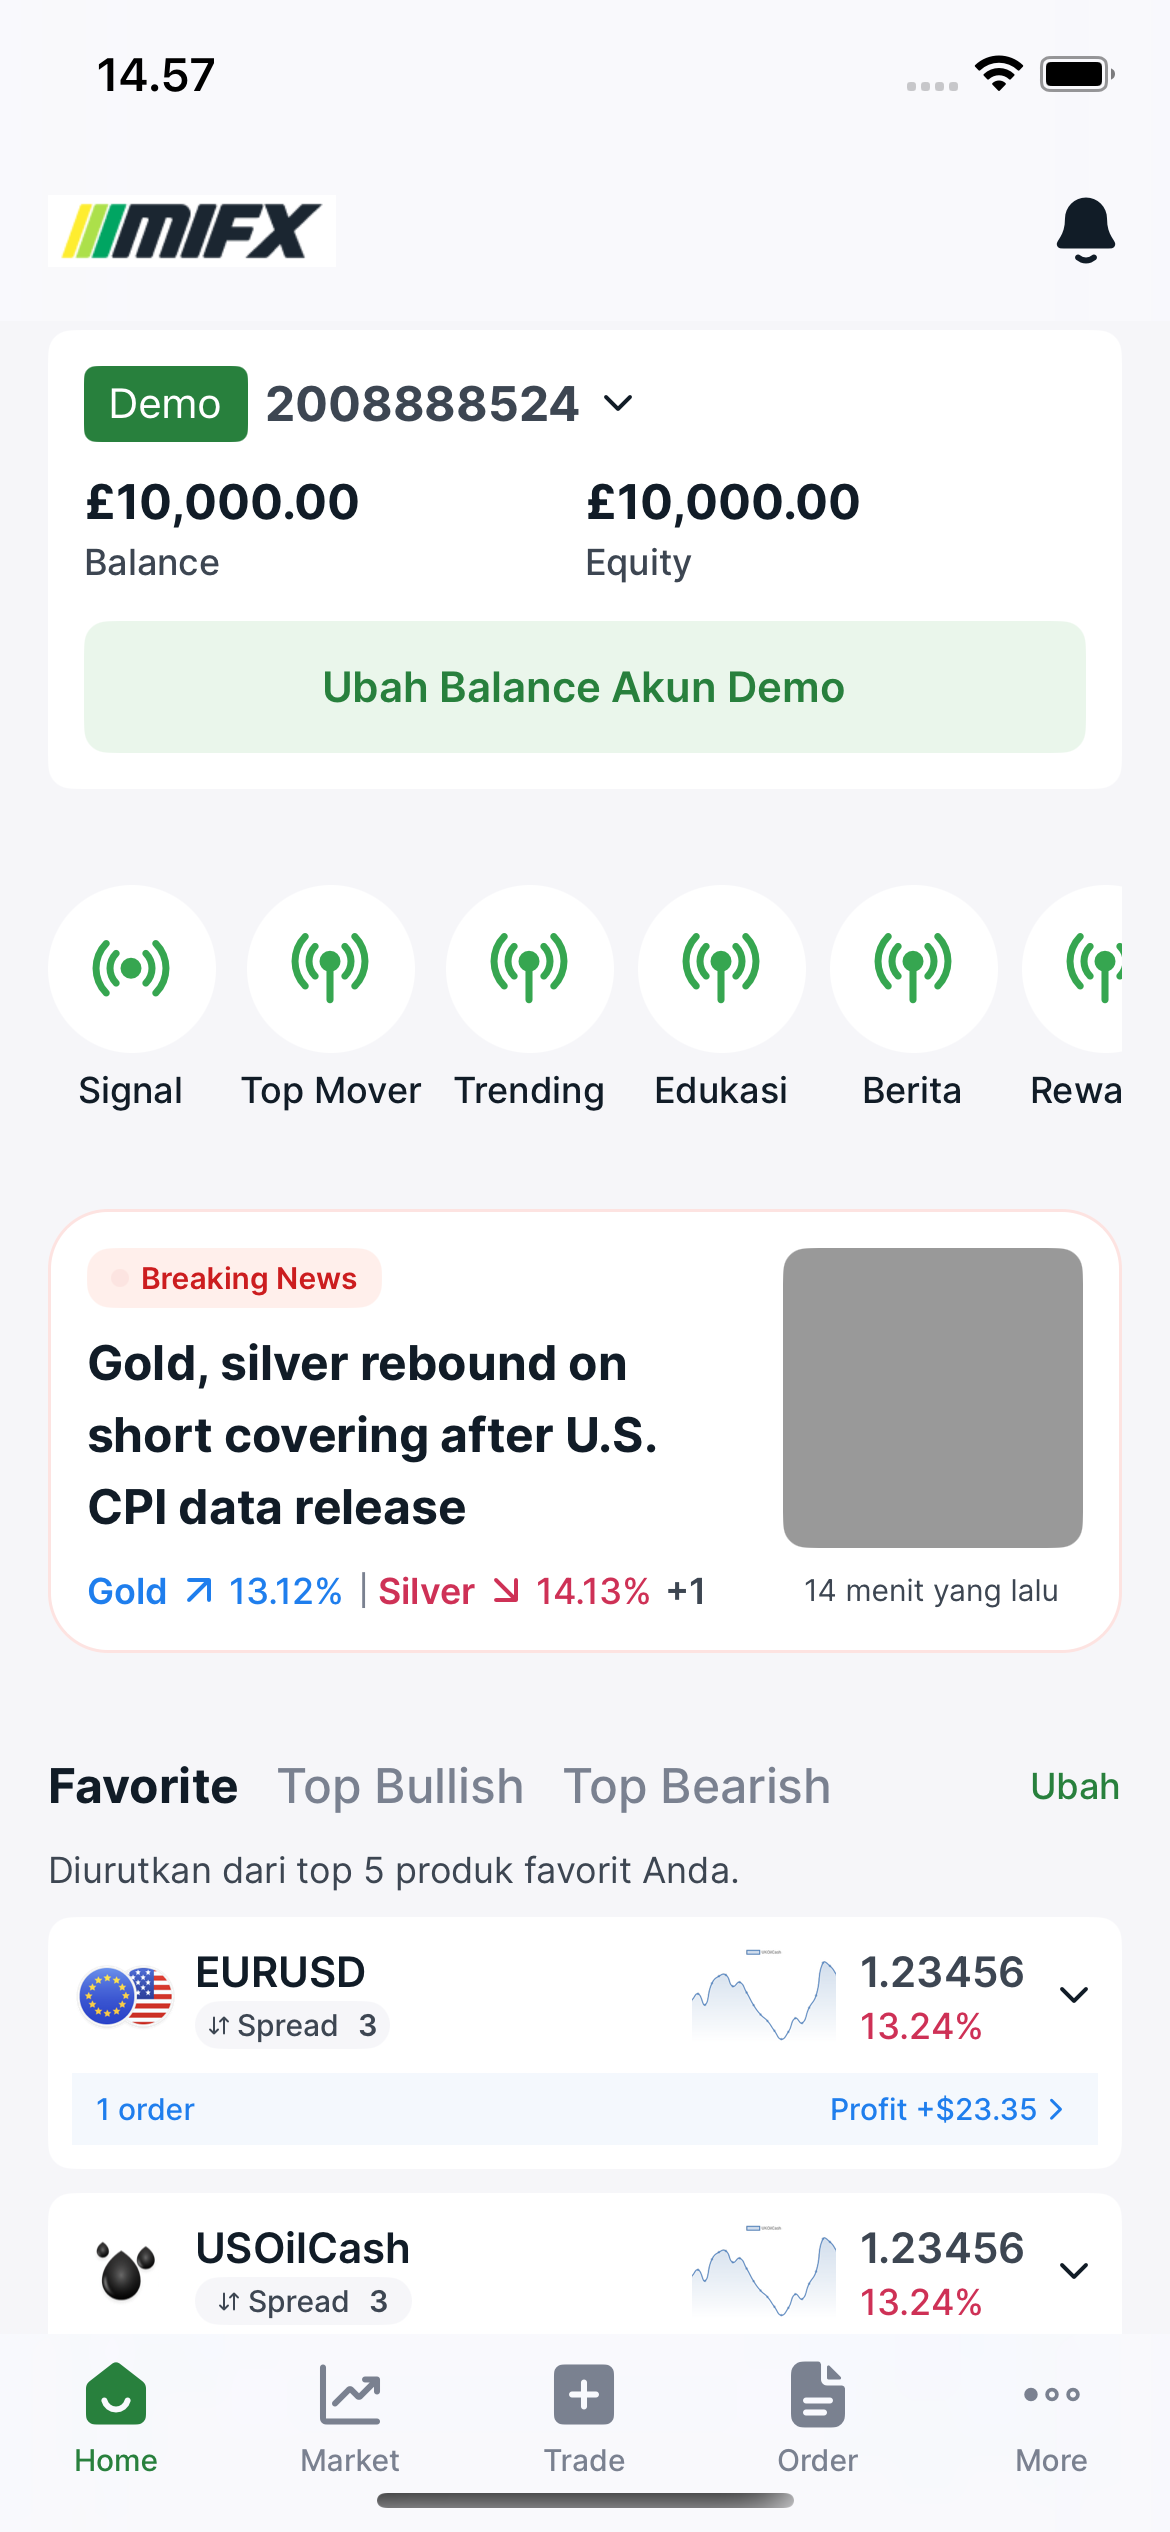 14.57
MIFX
Demo 2008888524
£10,000.00 £10,000.00
Balance Equity
Ubah Balance Akun Demo
Signal Top Mover Trending Edukasi Berita Rewa
Breaking News
Gold, silver rebound on
short covering after U.S.
CPI data release
Gold 13.12% | Silver 14.13% +1 14 menit yang lalu
Favorite Top Bullish Top Bearish Ubah
Diurutkan dari top 5 produk favorit Anda.
EURUSD 1.23456
Spread 3 13.24%
1 order Profit +$23.35
USOilCash 1.23456
Spread 3 13.24%
Home Market Trade Order More